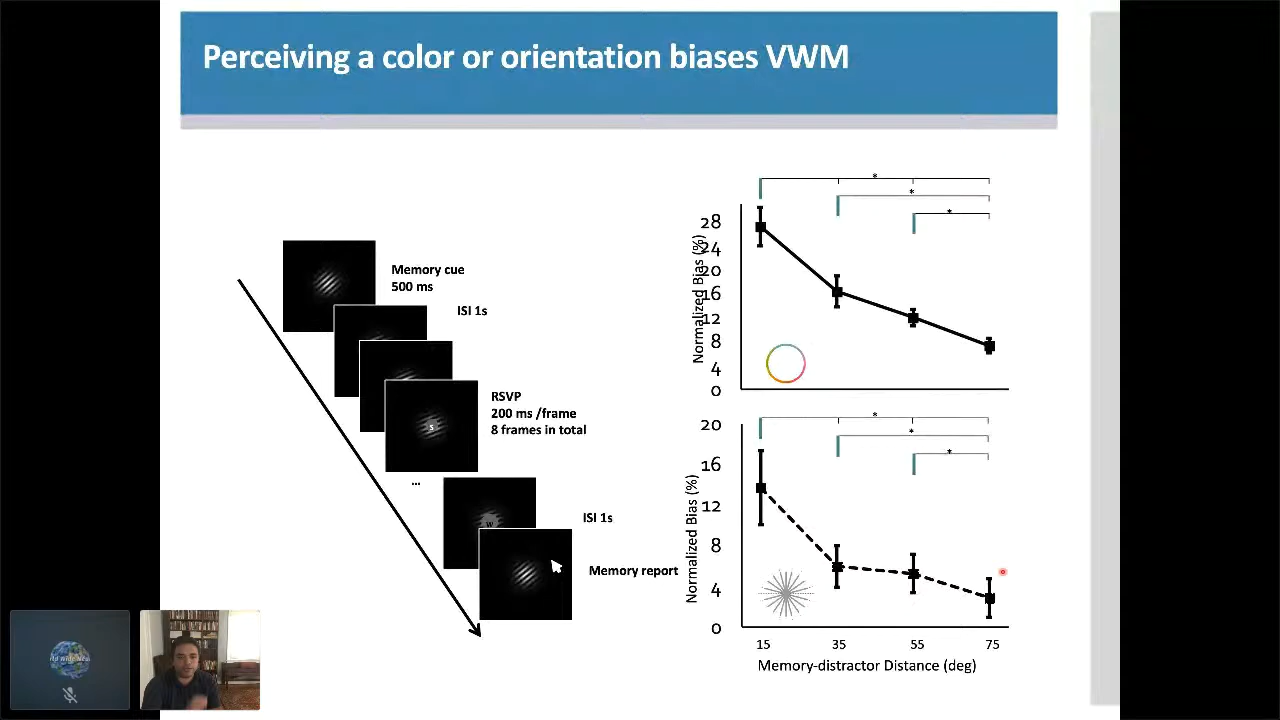 Perceiving a color or orientation biases VWM
Memory cue
500 ms
ISI 1s
RSVP
200 ms /frame
8 frames in total
s
...
w
ISI 1s
Memory report
Normalized Bias (%)
28
24
20
16
12
8
4
0
*
*
*
Normalized Bias (%)
20
16
12
8
4
0
*
*
*
15 35 55 75
Memory-distractor Distance (deg)